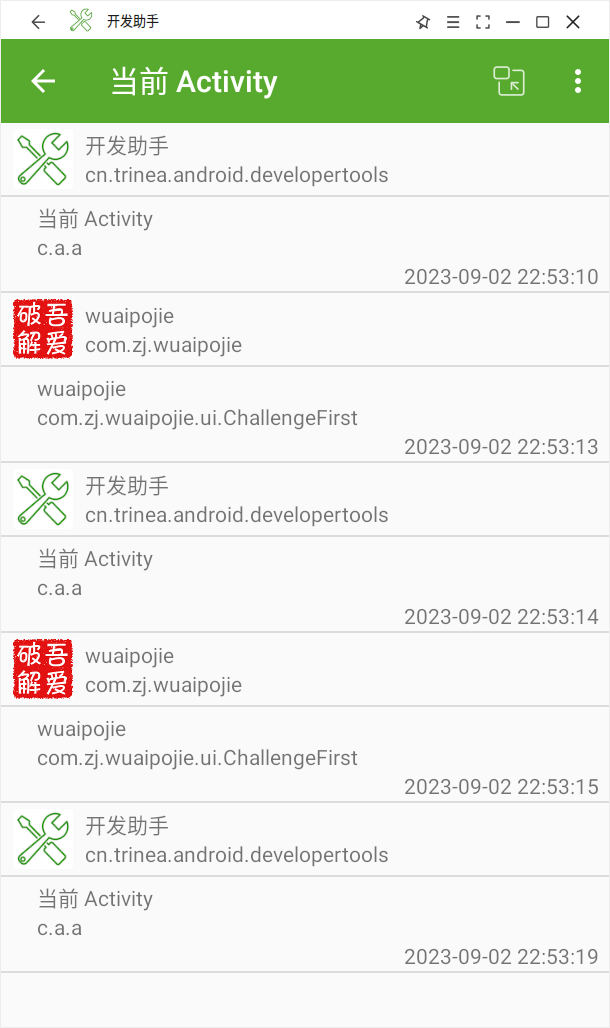 开发助手
当前 Activity
开发助手
cn.trinea.android.developertools
当前 Activity
c.a.a
2023-09-02 22:53:10
破吾
解爱
wuaipojie
com.zj.wuaipojie
wuaipojie
com.zj.wuaipojie.ui.ChallengeFirst
2023-09-02 22:53:13
开发助手
cn.trinea.android.developertools
当前 Activity
c.a.a
2023-09-02 22:53:14
破吾
解爱
wuaipojie
com.zj.wuaipojie
wuaipojie
com.zj.wuaipojie.ui.ChallengeFirst
2023-09-02 22:53:15
开发助手
cn.trinea.android.developertools
当前 Activity
c.a.a
2023-09-02 22:53:19